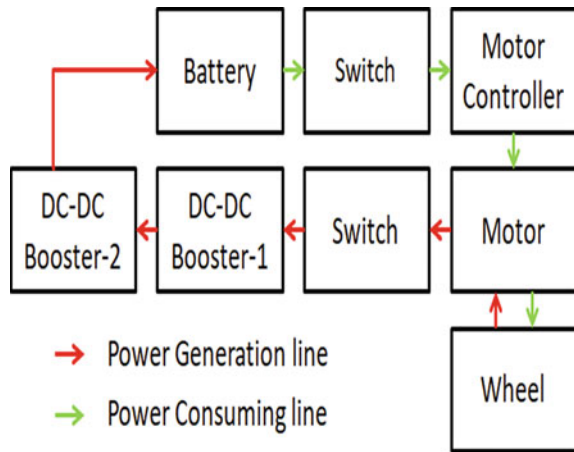 Battery
Switch
Motor
Controller
DC-DC
Booster-2
DC-DC
Booster-1
Switch
Motor
Power Generation line
Power Consuming line
Wheel